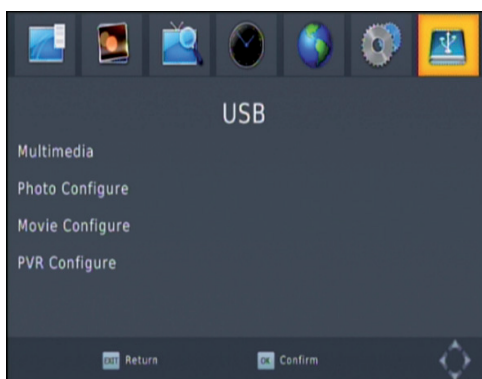 USB
Multimedia
Photo Configure
Movie Configure
PVR Configure
EXIT Return OK Confirm